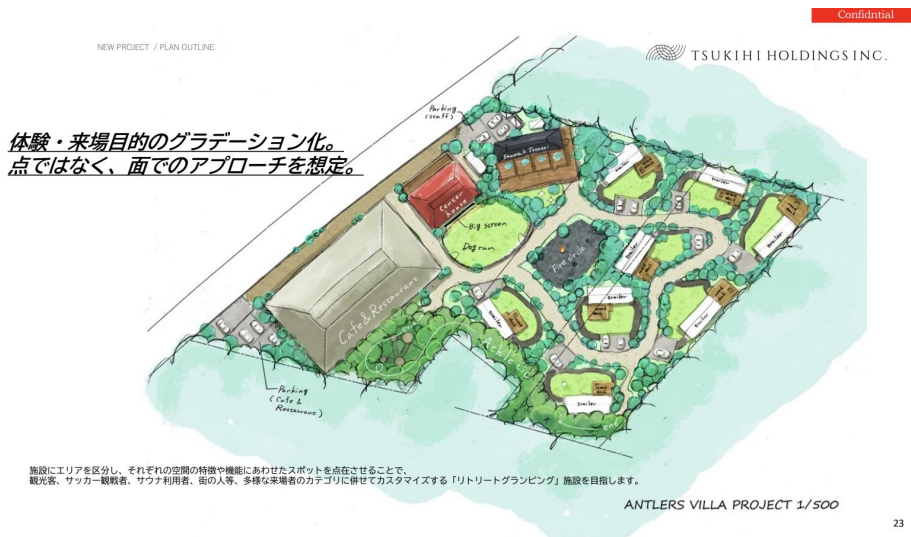 Confidntial
NEW PROJECT / PLAN OUTLINE
TSUKIHI HOLDINGS INC.
体験・来場目的のグラデーション化。
点ではなく、面でのアプローチを想定。
Parking
(staff)
Center
house
Big screen
Dog run
Fire circle
Cafe&Restaurant
trailer
trailer
trailer
trailer
trailer
trailer
trailer
trailer
Parking
(Cafe &
Restaurant)
施設にエリアを区分し、それぞれの空間の特徴や機能にあわせたスポットを点在させることで、
観光客、サッカー観戦者、サウナ利用者、街の人等、多様な来場者のカテゴリに併せてカスタマイズする「リトリートグランピング」施設を目指します。
ANTLERS VILLA PROJECT 1/500
23